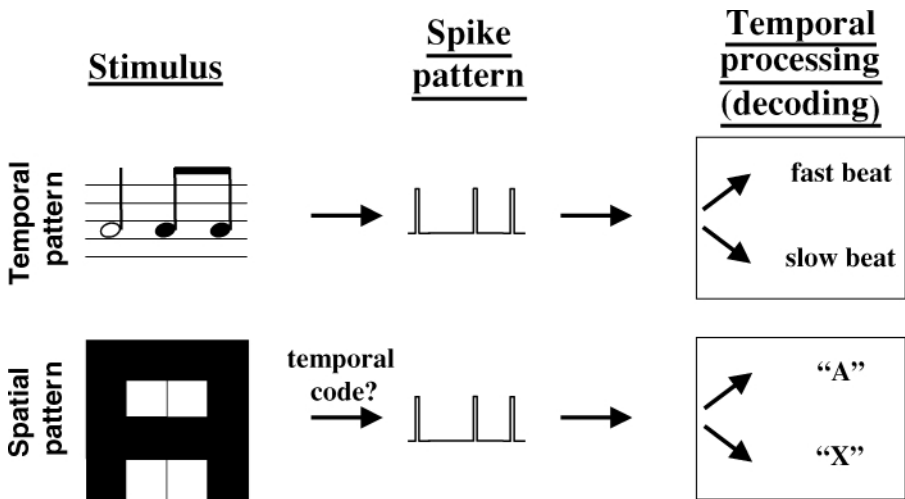 Stimulus
Spike
pattern
Temporal
processing
(decoding)
Temporal
pattern
fast beat
slow beat
Spatial
pattern
temporal
code?
“A”
“X”